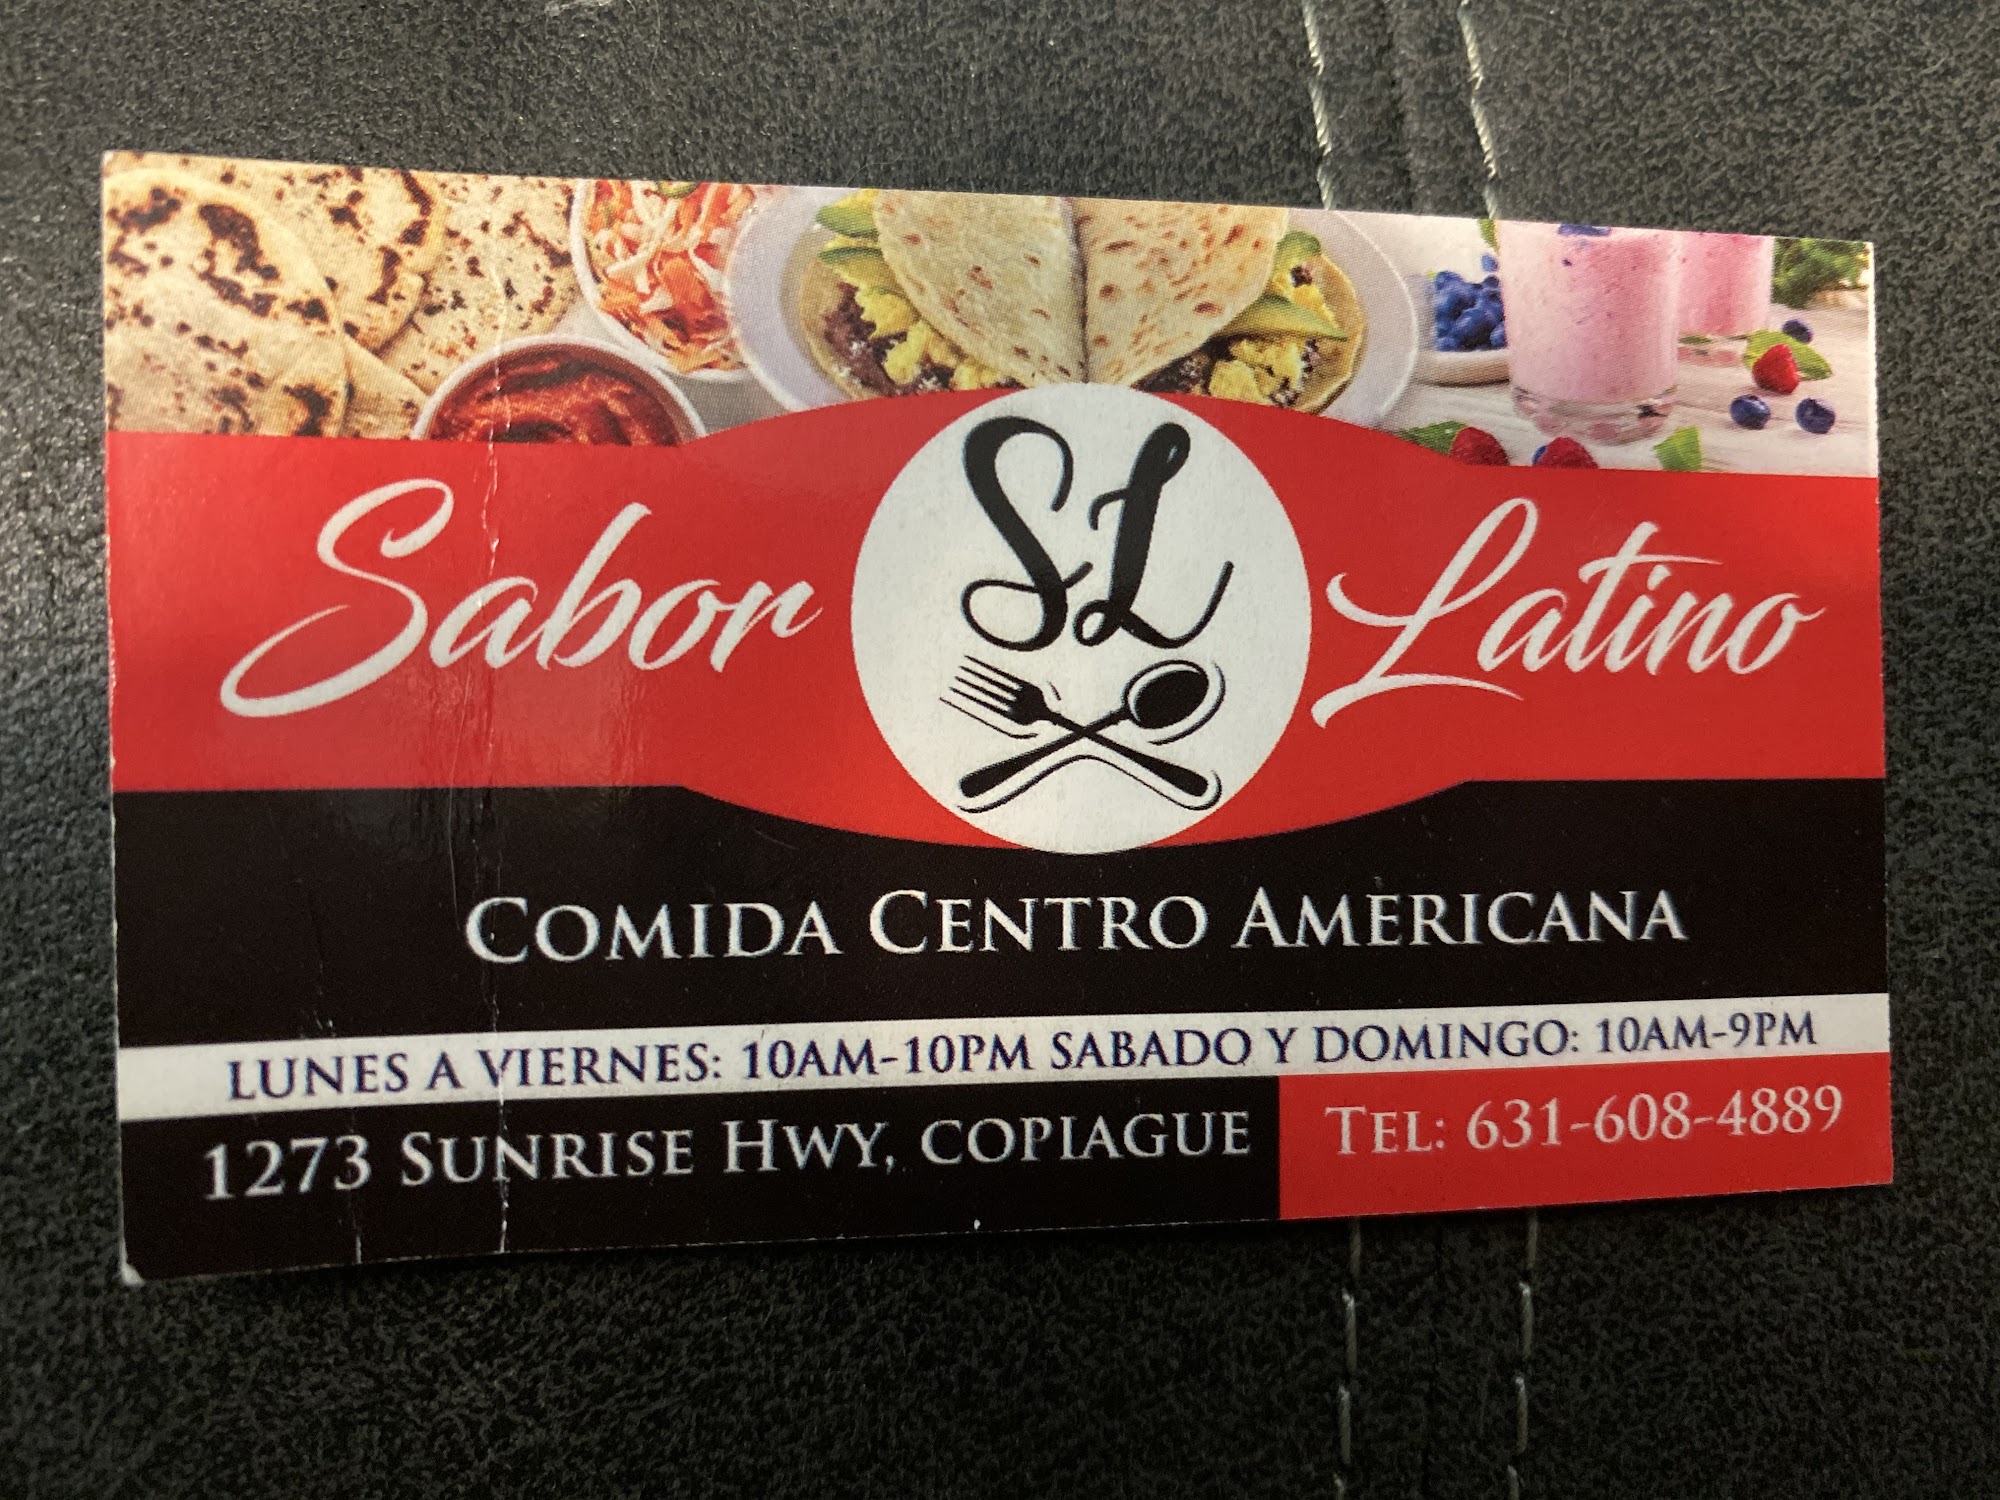 Sabor SL Latino
COMIDA CENTRO AMERICANA
LUNES A VIERNES: 10AM-10PM SABADO Y DOMINGO: 10AM-9PM
1273 SUNRISE HWY, COPIAGUE
TEL: 631-608-4889